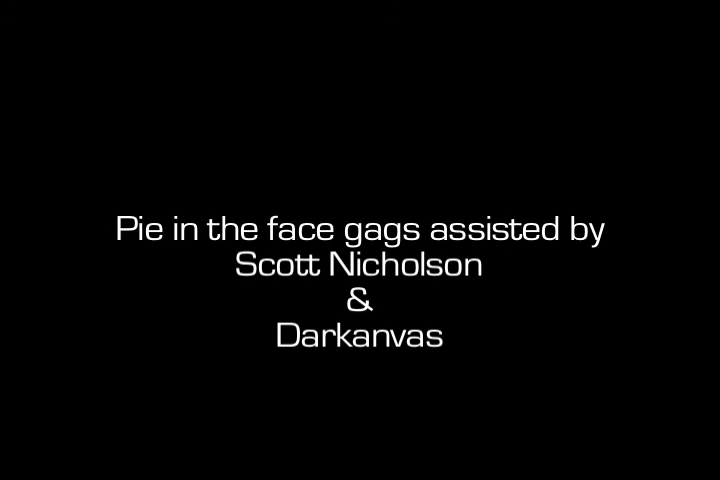 Pie in the face gags assisted by
Scott Nicholson
&
Darkanvas